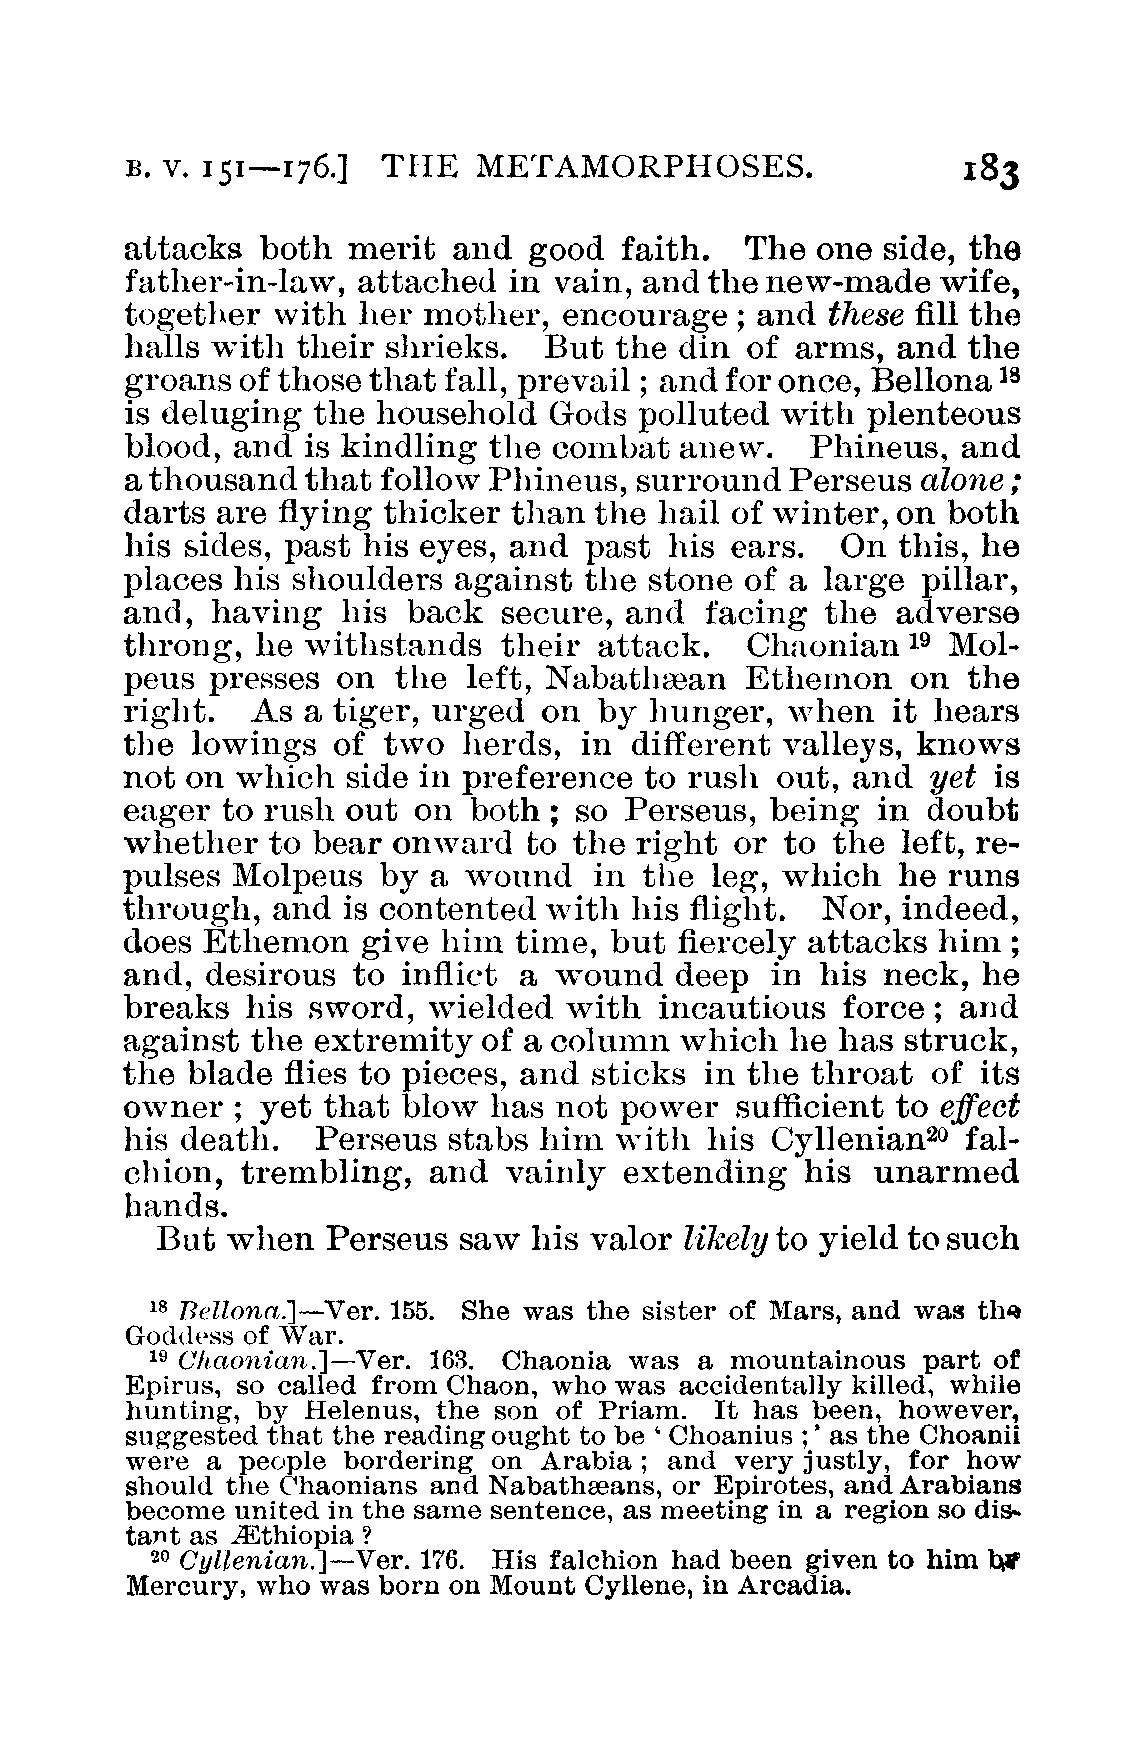 B. V. 151—176.] THE METAMORPHOSES. 183
attacks both merit and good faith. The one side, the
father-in-law, attached in vain, and the new-made wife,
together with her mother, encourage ; and these fill the
halls with their shrieks. But the din of arms, and the
groans of those that fall, prevail ; and for once, Bellona¹⁸
is deluging the household Gods polluted with plenteous
blood, and is kindling the combat anew. Phineus, and
a thousand that follow Phineus, surround Perseus alone ;
darts are flying thicker than the hail of winter, on both
his sides, past his eyes, and past his ears. On this, he
places his shoulders against the stone of a large pillar,
and, having his back secure, and facing the adverse
throng, he withstands their attack. Chaonian ¹⁹ Mol-
peus presses on the left, Nabathæan Ethemon on the
right. As a tiger, urged on by hunger, when it hears
the lowings of two herds, in different valleys, knows
not on which side in preference to rush out, and yet is
eager to rush out on both ; so Perseus, being in doubt
whether to bear onward to the right or to the left, re-
pulses Molpeus by a wound in the leg, which he runs
through, and is contented with his flight. Nor, indeed,
does Ethemon give him time, but fiercely attacks him ;
and, desirous to inflict a wound deep in his neck, he
breaks his sword, wielded with incautious force ; and
against the extremity of a column which he has struck,
the blade flies to pieces, and sticks in the throat of its
owner ; yet that blow has not power sufficient to effect
his death. Perseus stabs him with his Cyllenian²⁰ fal-
chion, trembling, and vainly extending his unarmed
hands.
But when Perseus saw his valor likely to yield to such
¹⁸ Bellona.]—Ver. 155. She was the sister of Mars, and was the
Goddess of War.
¹⁹ Chaonian.]—Ver. 163. Chaonia was a mountainous part of
Epirus, so called from Chaon, who was accidentally killed, while
hunting, by Helenus, the son of Priam. It has been, however,
suggested that the reading ought to be ‘ Choanius ;’ as the Choanii
were a people bordering on Arabia ; and very justly, for how
should the Chaonians and Nabathæans, or Epirotes, and Arabians
become united in the same sentence, as meeting in a region so dis-
tant as Æthiopia ?
²⁰ Cyllenian.]—Ver. 176. His falchion had been given to him by
Mercury, who was born on Mount Cyllene, in Arcadia.